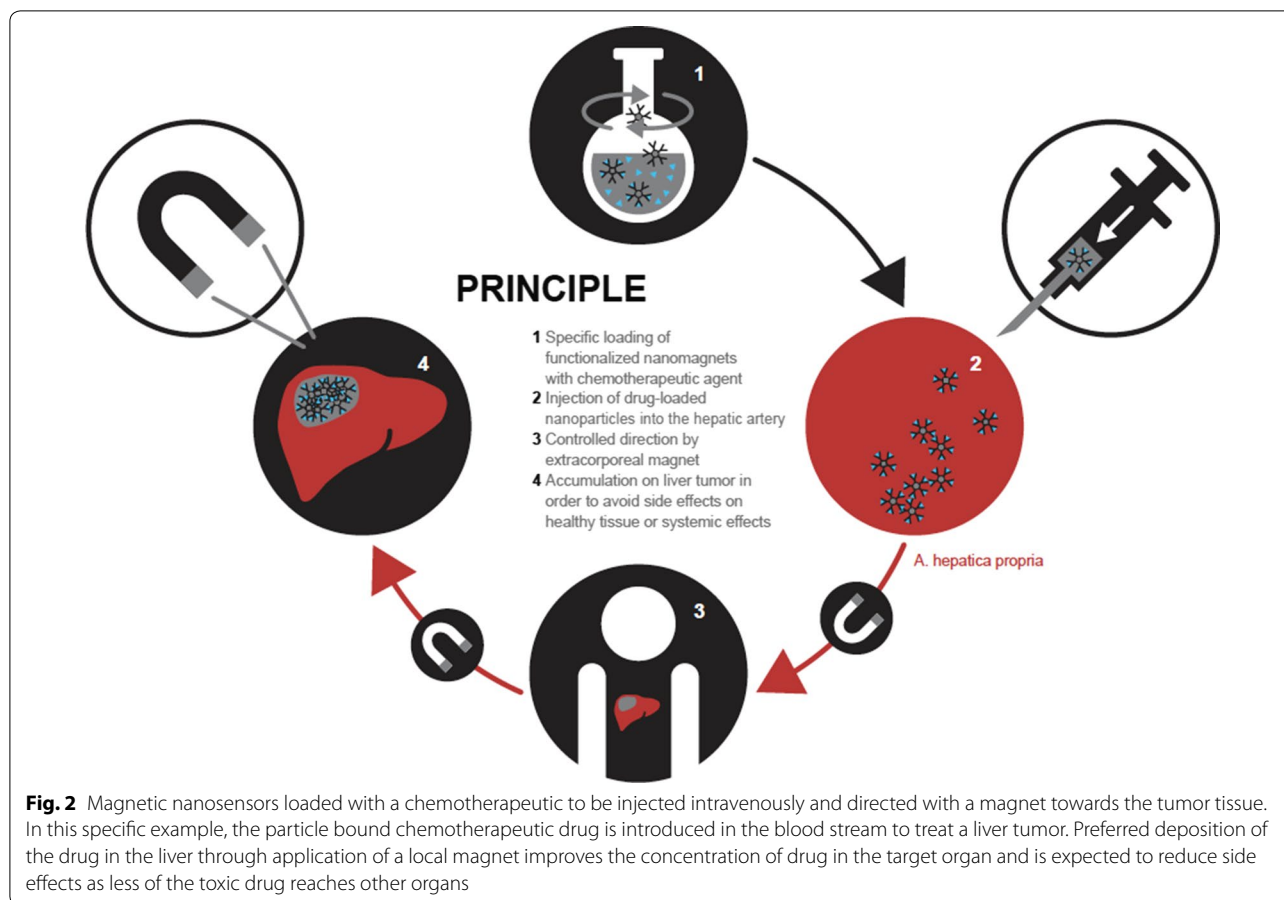 1
PRINCIPLE
1 Specific loading of
functionalized nanomagnets
with chemotherapeutic agent
2 Injection of drug-loaded
nanoparticles into the hepatic artery
3 Controlled direction by
extracorporeal magnet
4 Accumulation on liver tumor in
order to avoid side effects on
healthy tissue or systemic effects
2
A. hepatica propria
3
4
Fig. 2 Magnetic nanosensors loaded with a chemotherapeutic to be injected intravenously and directed with a magnet towards the tumor tissue.
In this specific example, the particle bound chemotherapeutic drug is introduced in the blood stream to treat a liver tumor. Preferred deposition of
the drug in the liver through application of a local magnet improves the concentration of drug in the target organ and is expected to reduce side
effects as less of the toxic drug reaches other organs